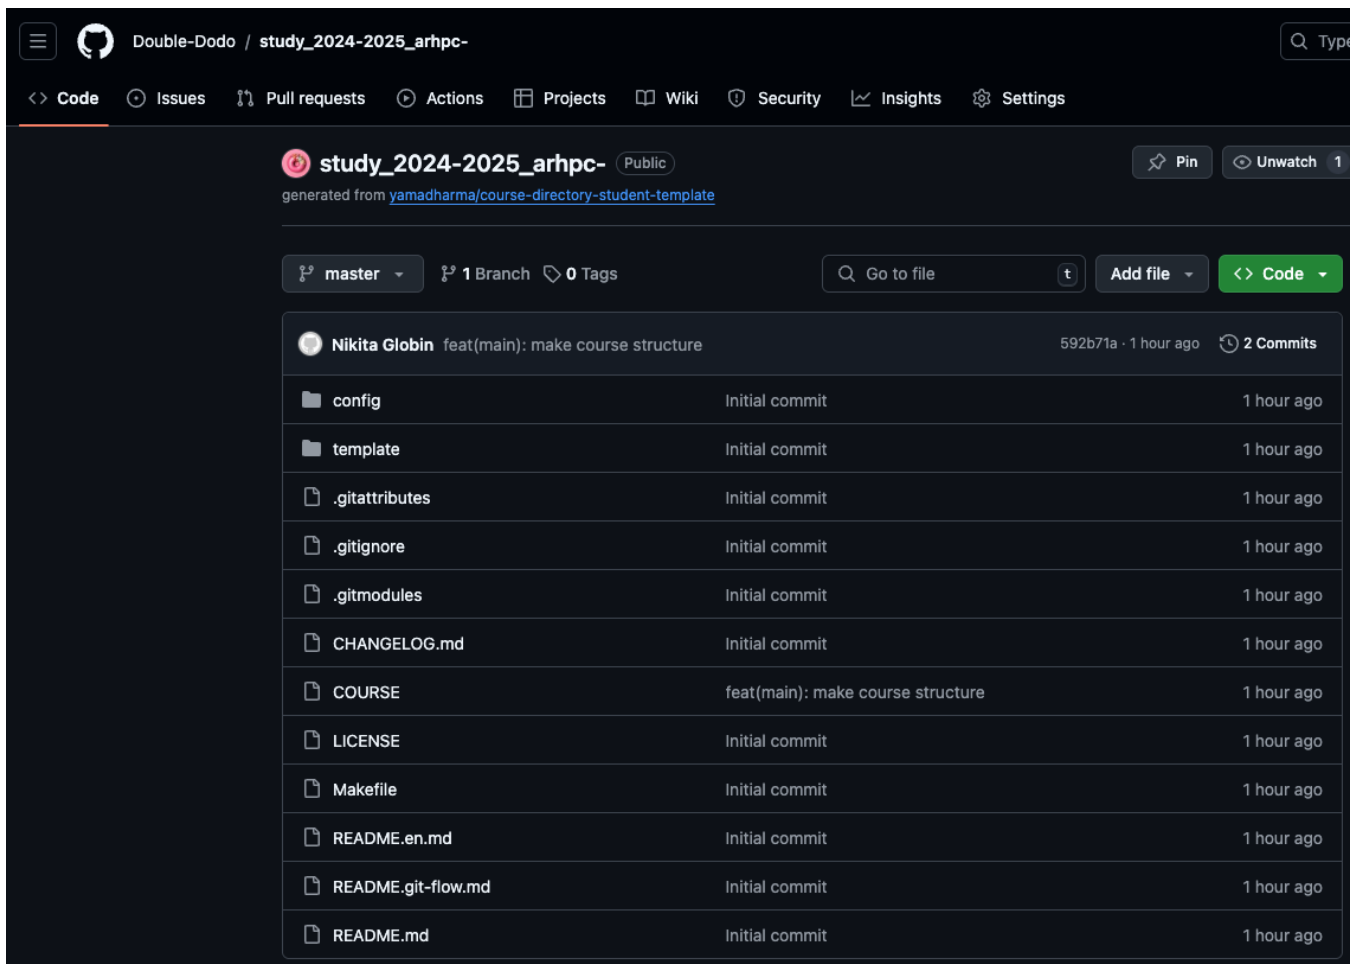 Double-Dodo / study_2024-2025_arhpc-
Type
Code Issues Pull requests Actions Projects Wiki Security Insights Settings
study_2024-2025_arhpc- Public
Pin Unwatch 1
generated from yamadharma/course-directory-student-template
master 1 Branch 0 Tags Go to file t Add file Code
Nikita Globin feat(main): make course structure 592b71a · 1 hour ago 2 Commits
config Initial commit 1 hour ago
template Initial commit 1 hour ago
.gitattributes Initial commit 1 hour ago
.gitignore Initial commit 1 hour ago
.gitmodules Initial commit 1 hour ago
CHANGELOG.md Initial commit 1 hour ago
COURSE feat(main): make course structure 1 hour ago
LICENSE Initial commit 1 hour ago
Makefile Initial commit 1 hour ago
README.en.md Initial commit 1 hour ago
README.git-flow.md Initial commit 1 hour ago
README.md Initial commit 1 hour ago